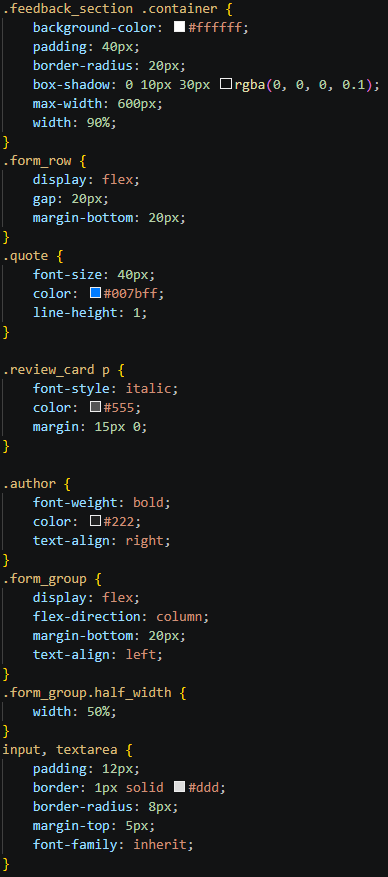 .feedback_section .container {
    background-color: #ffffff;
    padding: 40px;
    border-radius: 20px;
    box-shadow: 0 10px 30px rgba(0, 0, 0, 0.1);
    max-width: 600px;
    width: 90%;
}
.form_row {
    display: flex;
    gap: 20px;
    margin-bottom: 20px;
}
.quote {
    font-size: 40px;
    color: #007bff;
    line-height: 1;
}

.review_card p {
    font-style: italic;
    color: #555;
    margin: 15px 0;
}

.author {
    font-weight: bold;
    color: #222;
    text-align: right;
}
.form_group {
    display: flex;
    flex-direction: column;
    margin-bottom: 20px;
    text-align: left;
}
.form_group.half_width {
    width: 50%;
}
input, textarea {
    padding: 12px;
    border: 1px solid #ddd;
    border-radius: 8px;
    margin-top: 5px;
    font-family: inherit;
}